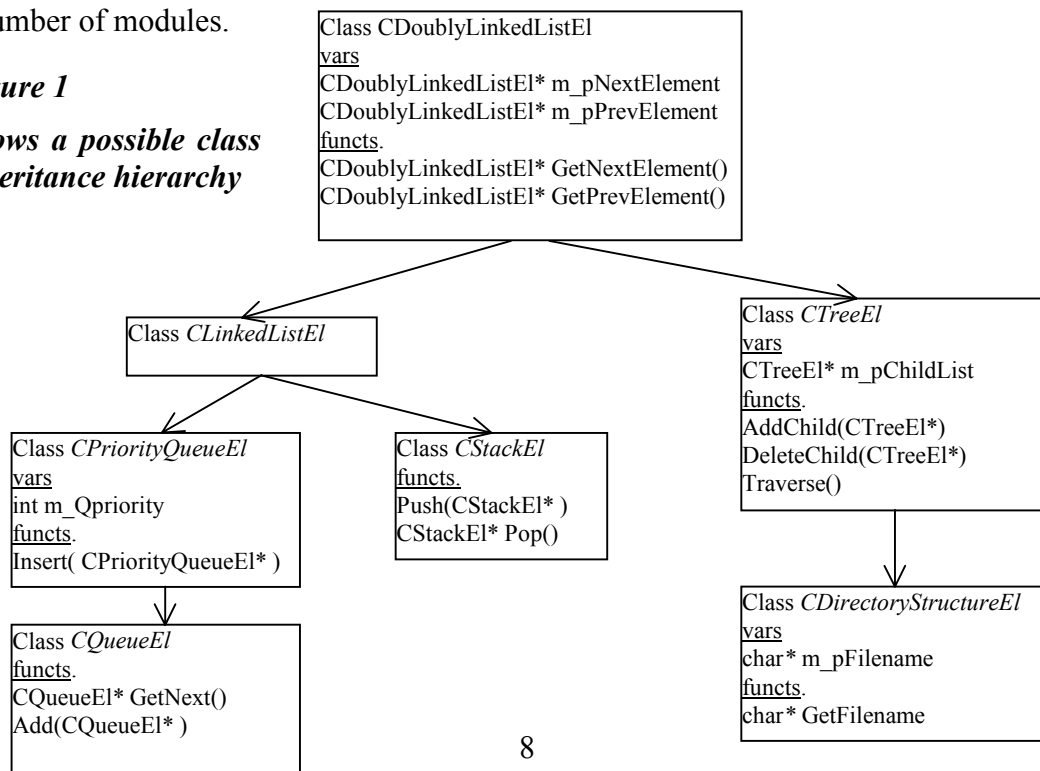 umber of modules.
ure 1
ows a possible class
eritance hierarchy
Class CDoublyLinkedListEl
vars
CDoublyLinkedListEl* m_pNextElement
CDoublyLinkedListEl* m_pPrevElement
functs.
CDoublyLinkedListEl* GetNextElement()
CDoublyLinkedListEl* GetPrevElement()
Class CLinkedListEl
Class CTreeEl
vars
CTreeEl* m_pChildList
functs.
AddChild(CTreeEl*)
DeleteChild(CTreeEl*)
Traverse()
Class CPriorityQueueEl
vars
int m_Qpriority
functs.
Insert( CPriorityQueueEl* )
Class CStackEl
functs.
Push(CStackEl* )
CStackEl* Pop()
Class CQueueEl
functs.
CQueueEl* GetNext()
Add(CQueueEl* )
Class CDirectoryStructureEl
vars
char* m_pFilename
functs.
char* GetFilename
8